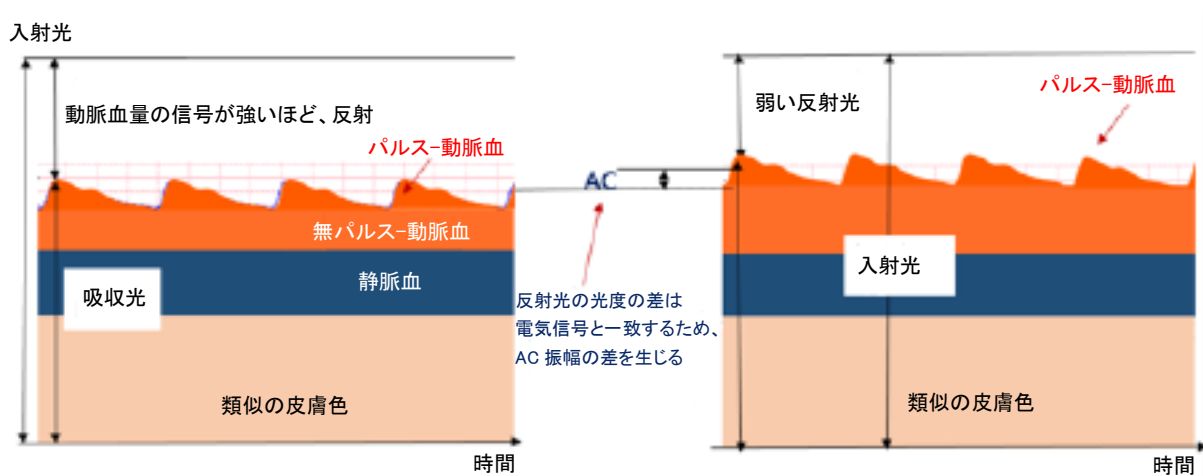 入射光
動脈血量の信号が強いほど、反射
パルス-動脈血
無パルス-動脈血
静脈血
吸収光
類似の皮膚色
時間
AC
反射光の光度の差は
電気信号と一致するため、
AC 振幅の差を生じる
弱い反射光
パルス-動脈血
入射光
類似の皮膚色
時間